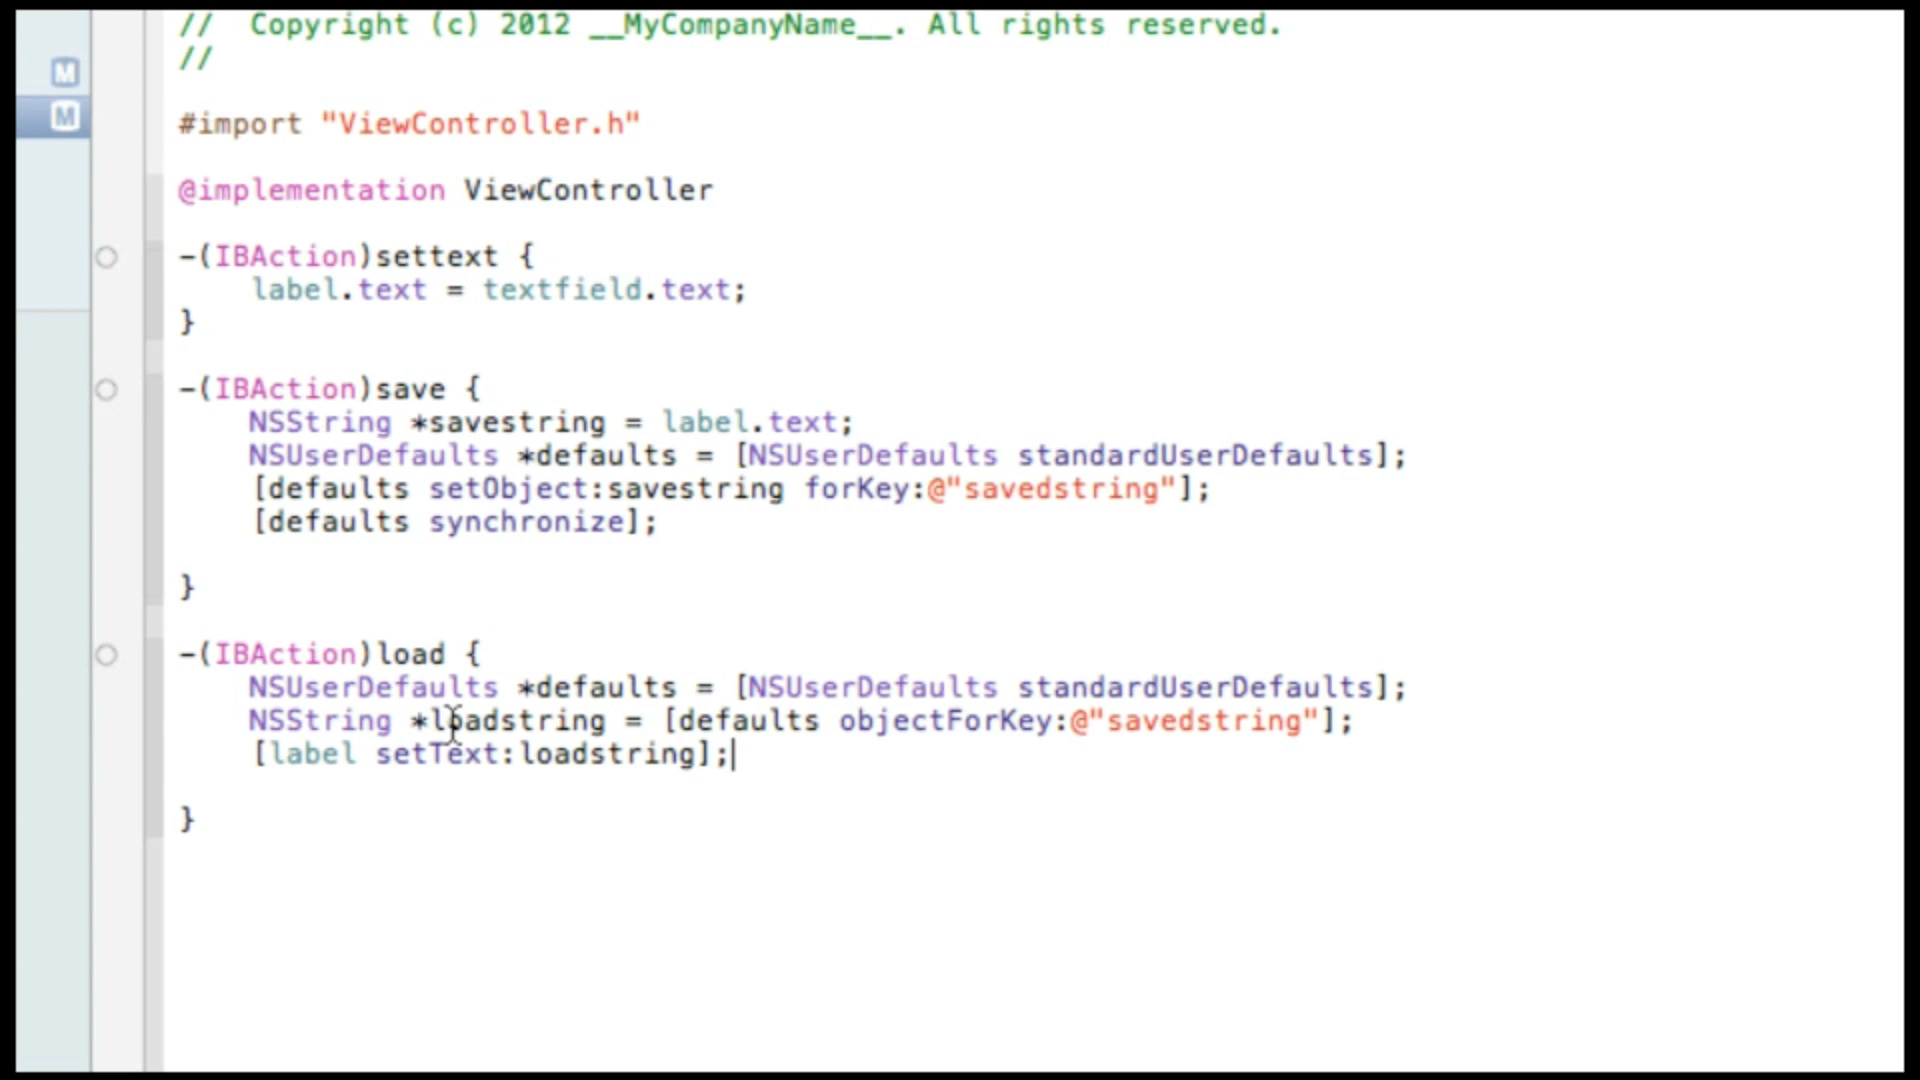 //  Copyright (c) 2012 __MyCompanyName__. All rights reserved.
//
M
M
#import "ViewController.h"
@implementation ViewController
-(IBAction)settext {
    label.text = textfield.text;
}
-(IBAction)save {
    NSString *savestring = label.text;
    NSUserDefaults *defaults = [NSUserDefaults standardUserDefaults];
    [defaults setObject:savestring forKey:@"savedstring"];
    [defaults synchronize];
}
-(IBAction)load {
    NSUserDefaults *defaults = [NSUserDefaults standardUserDefaults];
    NSString *loadstring = [defaults objectForKey:@"savedstring"];
    [label setText:loadstring];
}